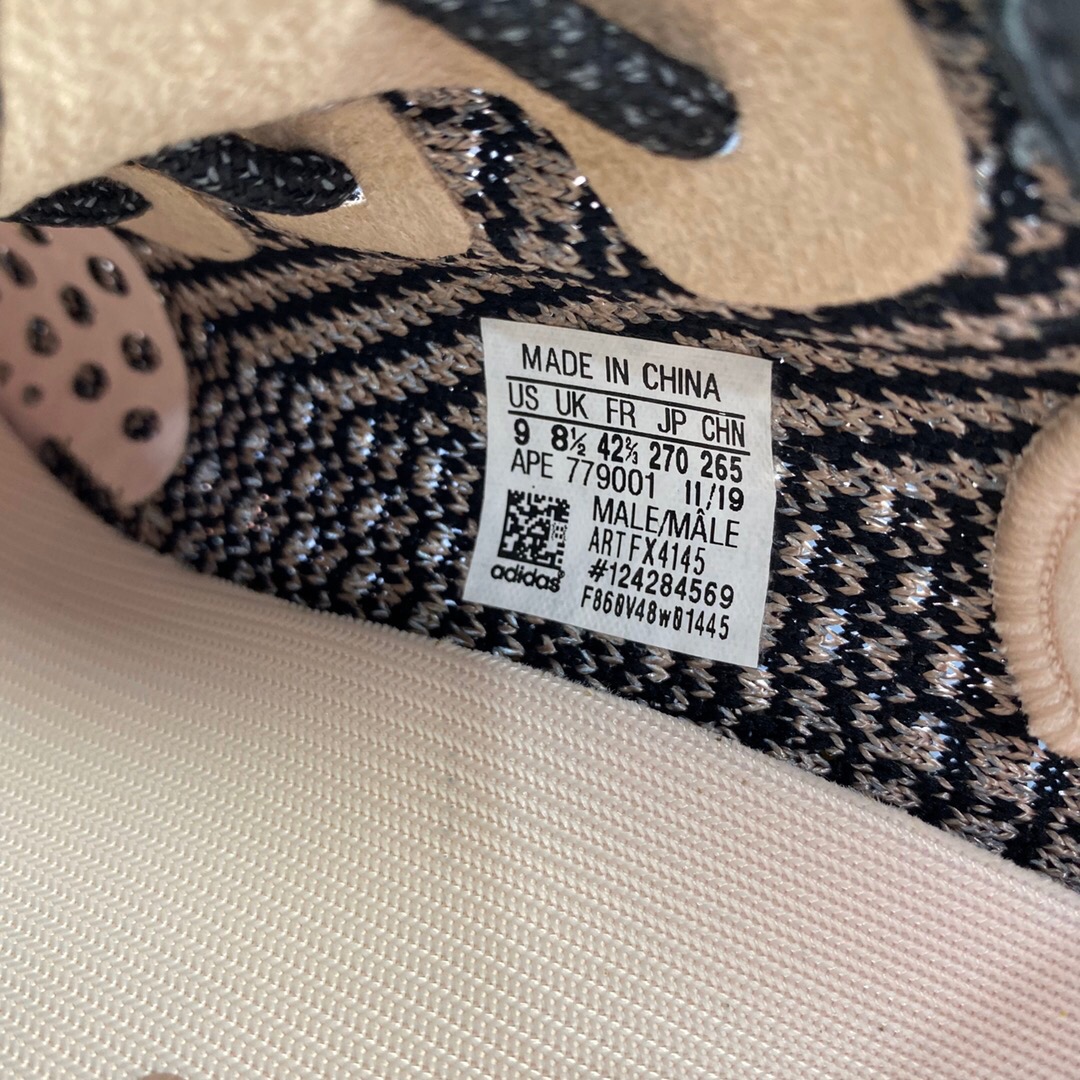 MADE IN CHINA
US UK FR JP CHN
9 8½ 42⅔ 270 265
APE 779001 11/19
MALE/MÂLE
ART FX4145
#124284569
F860V48w01445
adidas